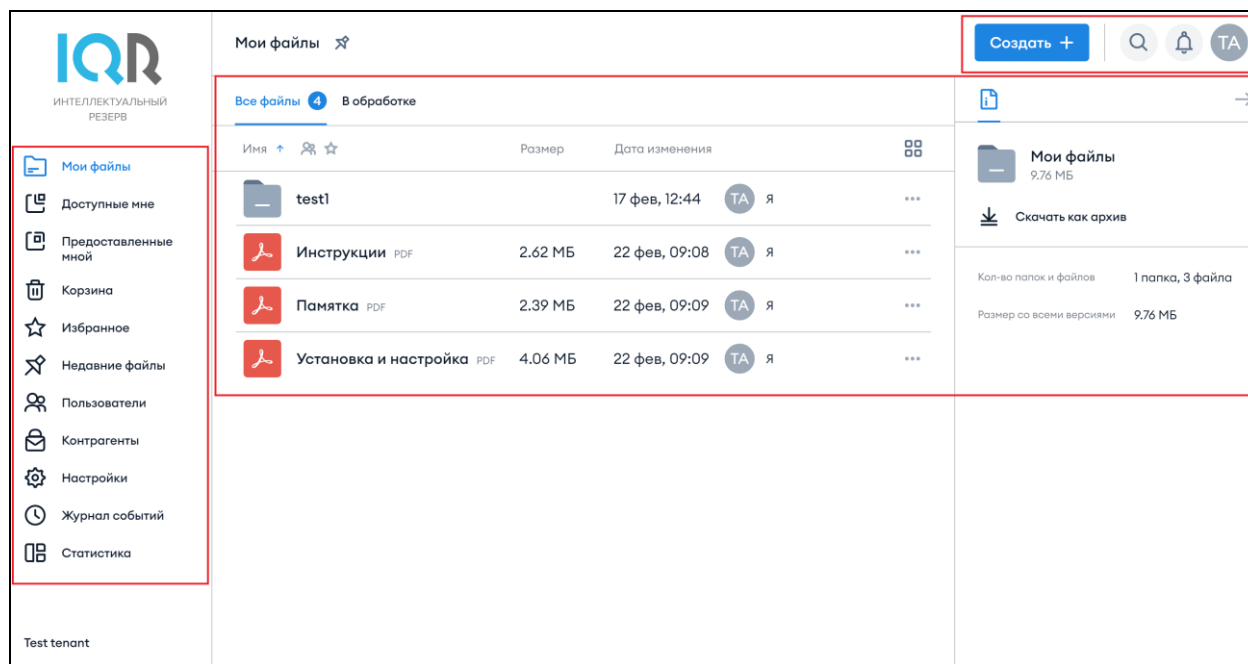 IQR
ИНТЕЛЛЕКТУАЛЬНЫЙ
РЕЗЕРВ
Мои файлы
Доступные мне
Предоставленные
мной
Корзина
Избранное
Недавние файлы
Пользователи
Контрагенты
Настройки
Журнал событий
Статистика
Test tenant
Мои файлы
Создать +
TA
Все файлы 4 В обработке
Имя ↑ Размер Дата изменения
test1 17 фев, 12:44 TA Я
Инструкции PDF 2.62 МБ 22 фев, 09:08 TA Я
Памятка PDF 2.39 МБ 22 фев, 09:09 TA Я
Установка и настройка PDF 4.06 МБ 22 фев, 09:09 TA Я
Мои файлы
9.76 МБ
Скачать как архив
Кол-во папок и файлов 1 папка, 3 файла
Размер со всеми версиями 9.76 МБ